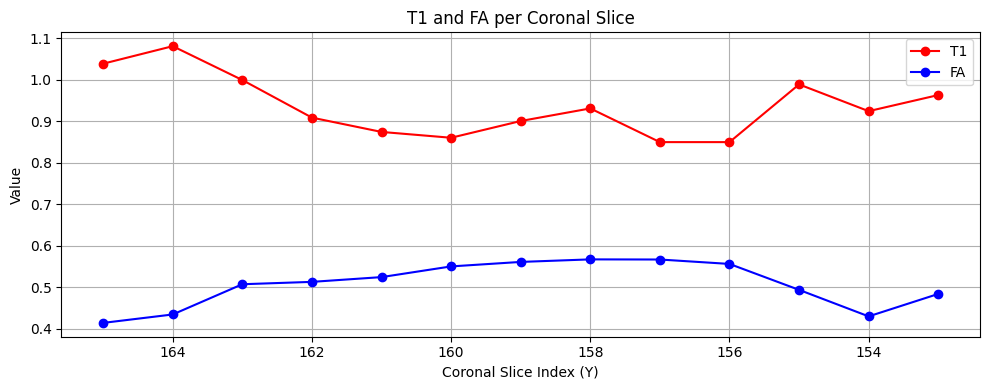 T1 and FA per Coronal Slice
1.1
1.0
0.9
0.8
0.7
0.6
0.5
0.4
Value
T1
FA
164 162 160 158 156 154
Coronal Slice Index (Y)